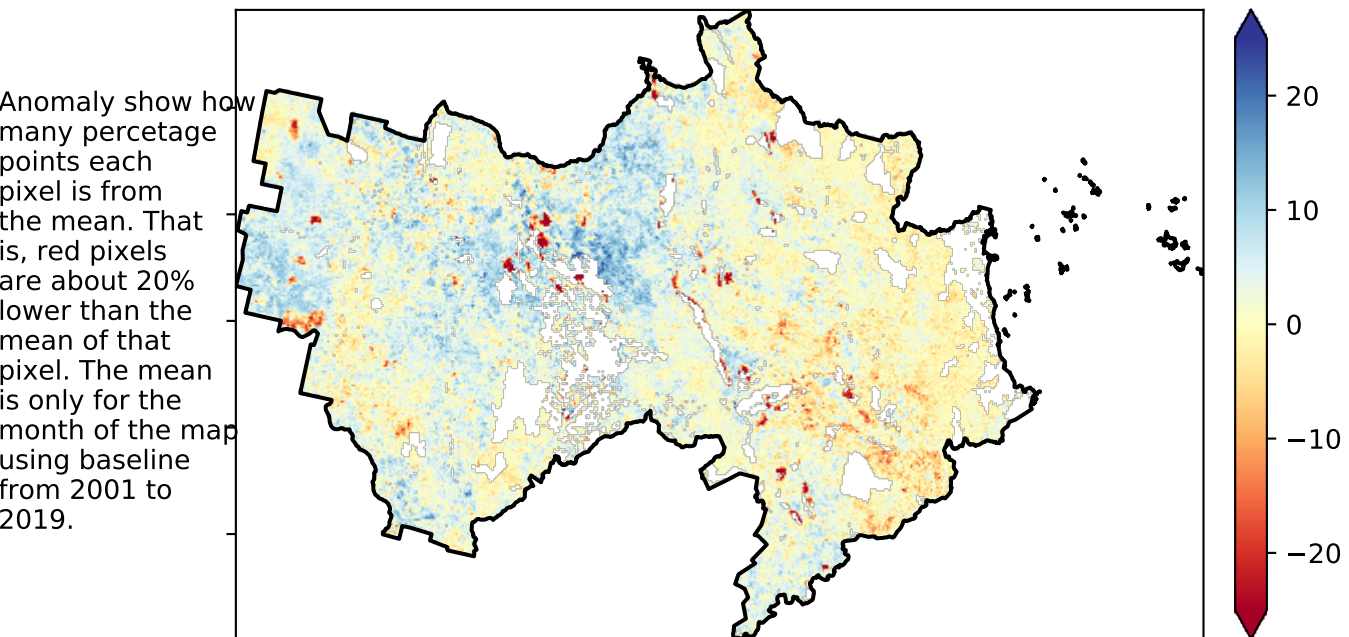 Anomaly show how
many percetage
points each
pixel is from
the mean. That
is, red pixels
are about 20%
lower than the
mean of that
pixel. The mean
is only for the
month of the map
using baseline
from 2001 to
2019.
20
10
0
−10
−20